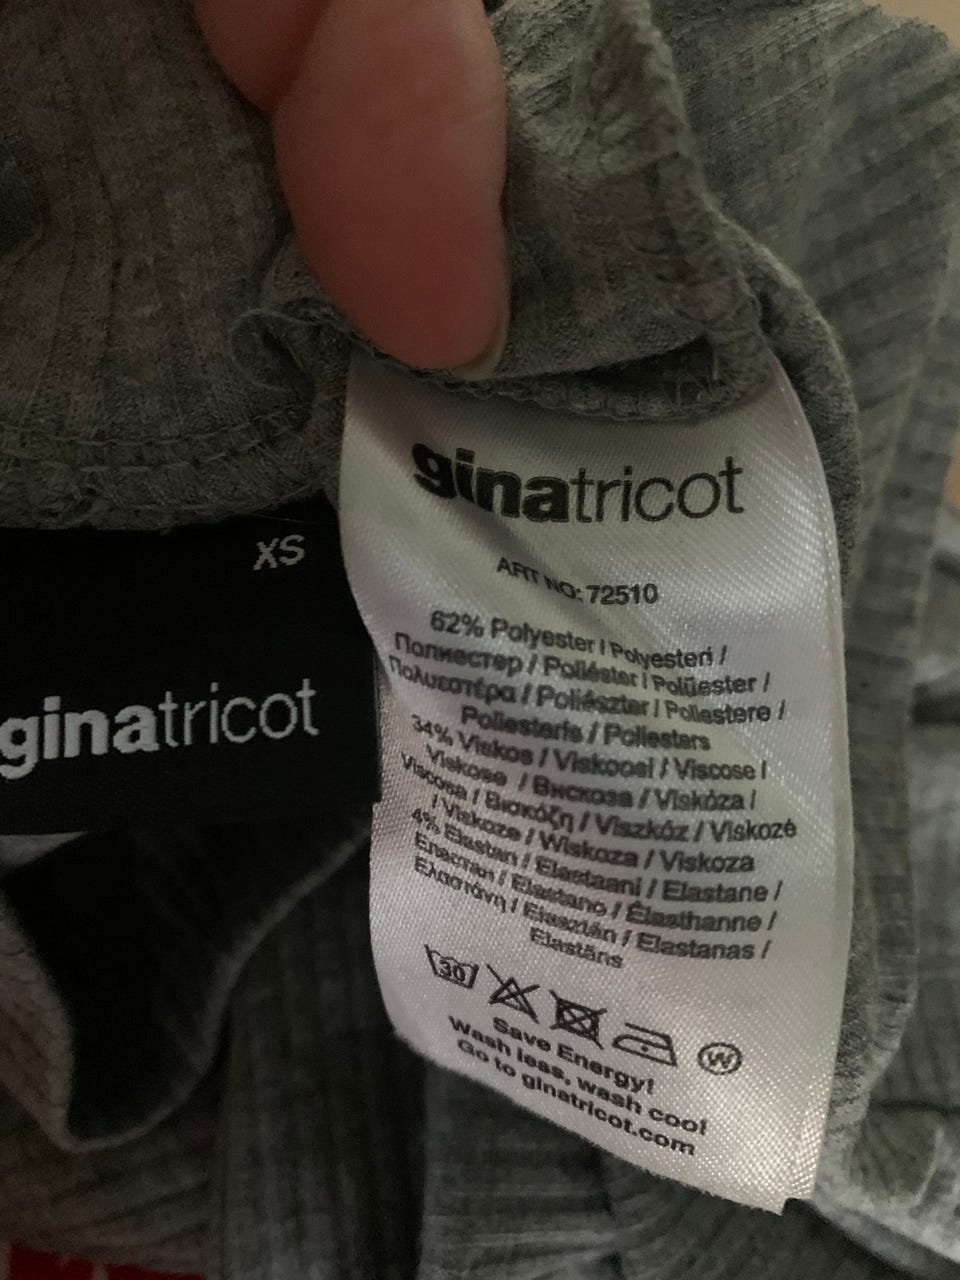 XS
ginatricot
ginatricot
ART NO: 72510
62% Polyester / Polyesteri /
Полиестер / Poliéster / Polüester /
Πολυεστέρα / Poliészter / Poliestere /
Poliesteris / Poliesters
34% Viskos / Viskoosi / Viscose /
Viskose / Вискоза / Viskóza /
Viscosa / Βισκόζη / Viszkóz / Viskozė
/ Viskoze / Wiskoza / Viskoza
4% Elastan / Elastaani / Elastane /
Еластан / Elastano / Élasthanne /
Ελαστάνη / Elasztán / Elastanas /
Elastāns
30
W
Save Energy!
Wash less, wash cool
Go to ginatricot.com